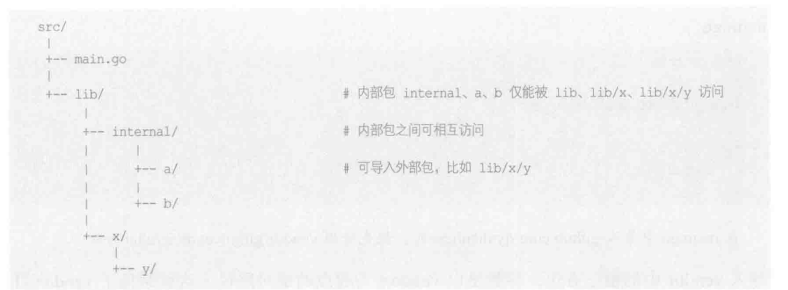 src/
|
+-- main.go
|
+-- lib/ # 内部包 internal、a、b 仅能被 lib、lib/x、lib/x/y 访问
|
+-- internal/ # 内部包之间可相互访问
| |
| +-- a/ # 可导入外部包，比如 lib/x/y
| |
| +-- b/
|
+-- x/
|
+-- y/